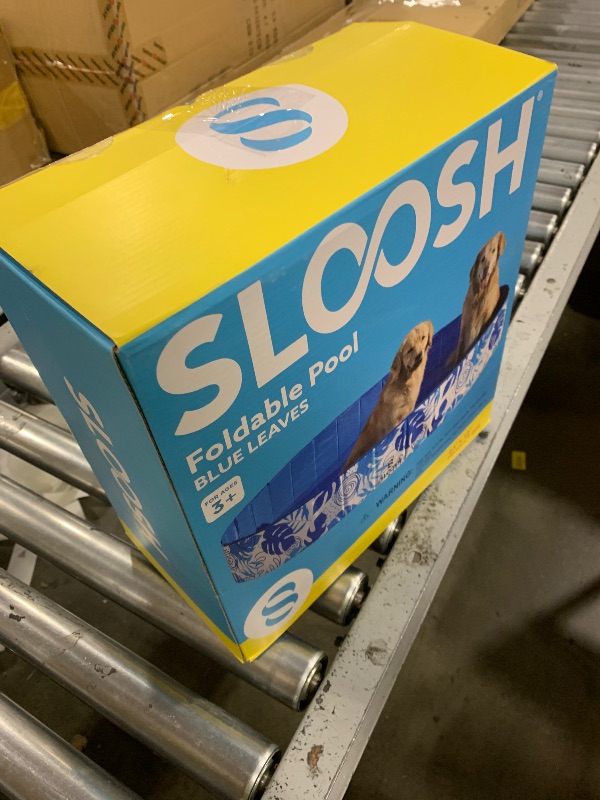 SLOOSH®
Foldable Pool
BLUE LEAVES
FOR AGES
3+
WARNING:
SLOOSH